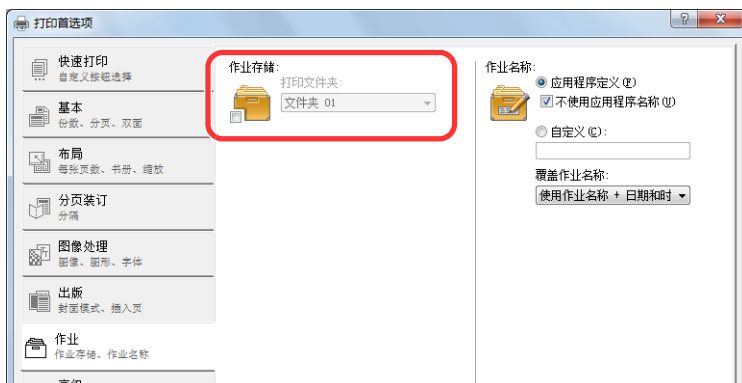 打印首选项
快速打印
自定义按钮选择
基本
份数、分页、双面
布局
每张页数、书册、缩放
分页装订
分隔
图像处理
图像、图形、字体
出版
封面模式、插入页
作业
作业存储、作业名称
作业存储:
打印文件夹:
文件夹 01
作业名称:
应用程序定义(F)
不使用应用程序名称(U)
自定义(C):
覆盖作业名称:
使用作业名称 + 日期和时